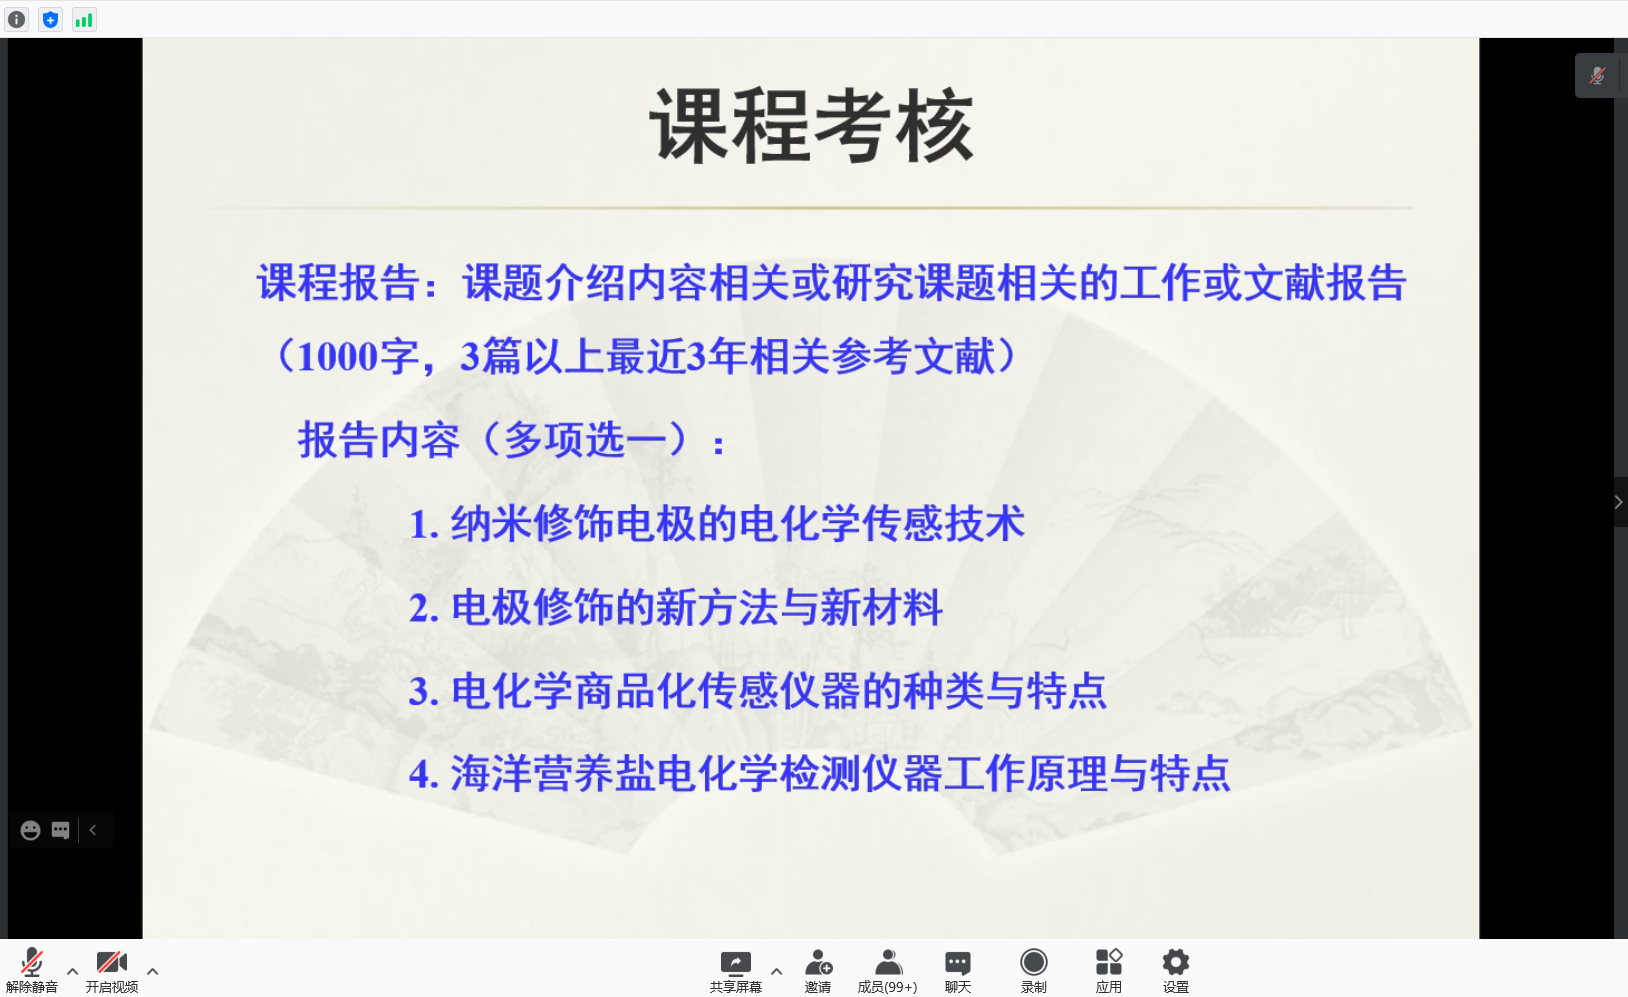 课程考核
课程报告：课题介绍内容相关或研究课题相关的工作或文献报告
（1000字，3篇以上最近3年相关参考文献）
报告内容（多项选一）：
1. 纳米修饰电极的电化学传感技术
2. 电极修饰的新方法与新材料
3. 电化学商品化传感仪器的种类与特点
4. 海洋营养盐电化学检测仪器工作原理与特点
解除静音
开启视频
共享屏幕
邀请
成员(99+)
聊天
录制
应用
设置